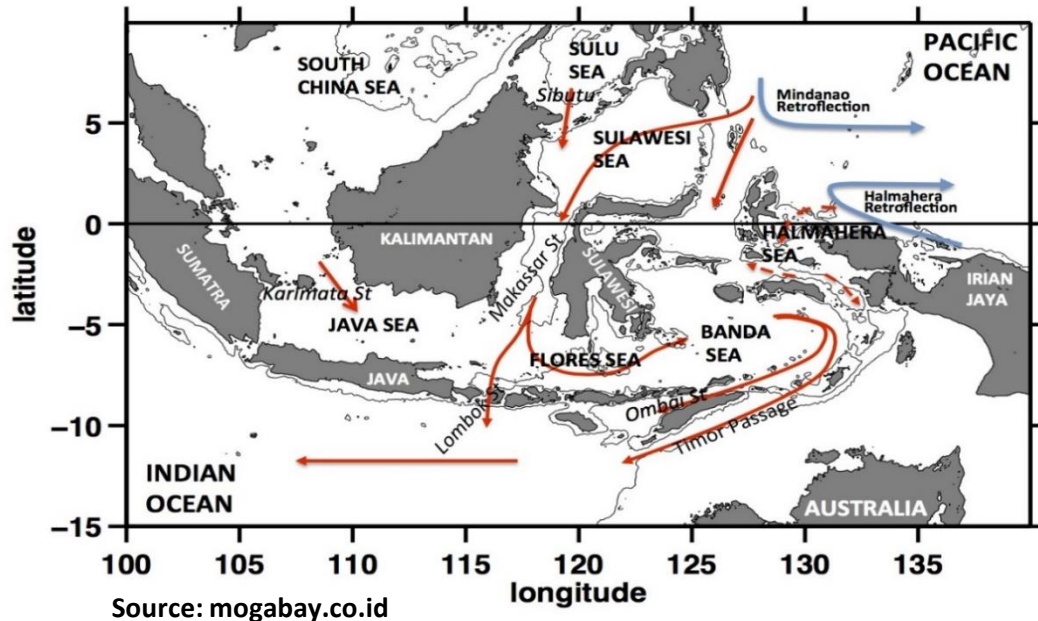 SOUTH
CHINA SEA
SULU
SEA
Sibutu
PACIFIC
OCEAN
Mindanao
Retroflection
SULAWESI
SEA
Halmahera
Retroflection
HALMAHERA
SEA
KALIMANTAN
SUMATRA
Karimata St
JAVA SEA
Makassar St
SULAWESI
IRIAN
JAYA
BANDA
SEA
FLORES SEA
JAVA
Lombok St
Ombai St
Timor Passage
INDIAN
OCEAN
AUSTRALIA
latitude
5
0
−5
−10
−15
100
105
110
115
120
125
130
135
longitude
Source: mogabay.co.id